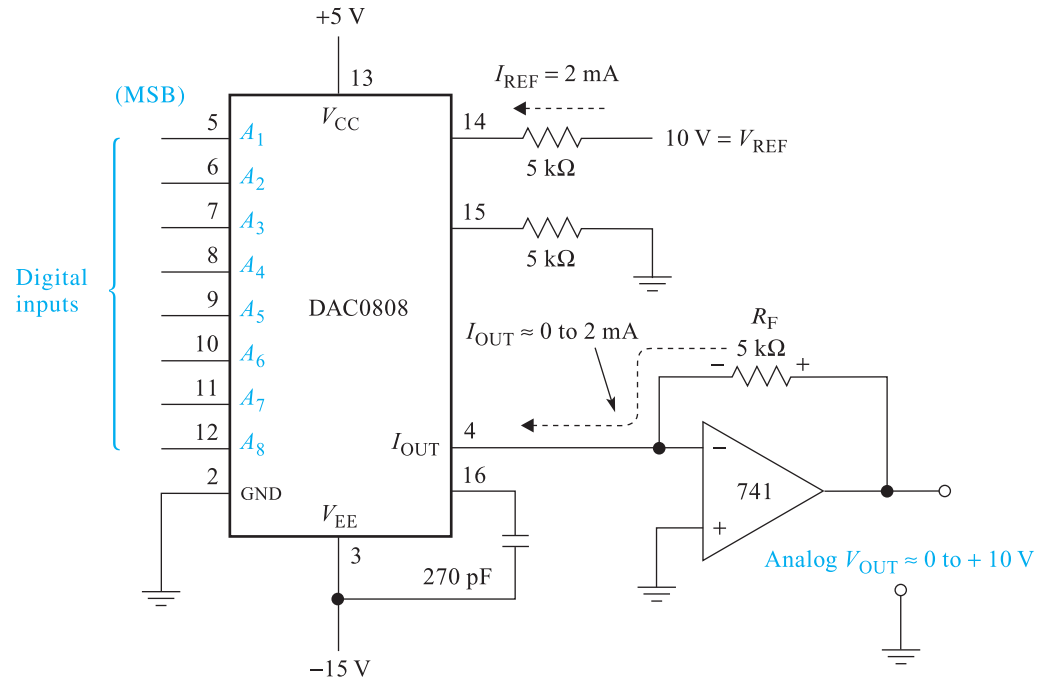 +5 V
13
(MSB)
V_CC
I_REF = 2 mA
5
A_1
14
10 V = V_REF
5 kΩ
6
A_2
7
A_3
15
5 kΩ
8
A_4
Digital
inputs
9
A_5
DAC0808
10
A_6
I_OUT ≈ 0 to 2 mA
R_F
5 kΩ
− +
11
A_7
12
A_8
I_OUT
4
−
+
741
2
GND
16
V_EE
3
270 pF
Analog V_OUT ≈ 0 to + 10 V
−15 V